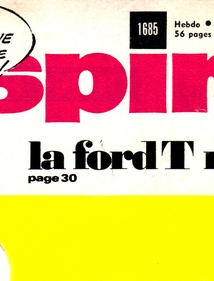 1685
Hebdo •
56 pages
spir
la ford T
page 30